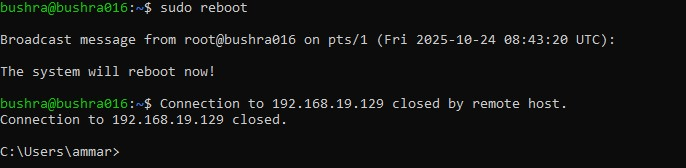 bushra@bushra016:~$ sudo reboot
Broadcast message from root@bushra016 on pts/1 (Fri 2025-10-24 08:43:20 UTC):
The system will reboot now!
bushra@bushra016:~$ Connection to 192.168.19.129 closed by remote host.
Connection to 192.168.19.129 closed.
C:\Users\ammar>